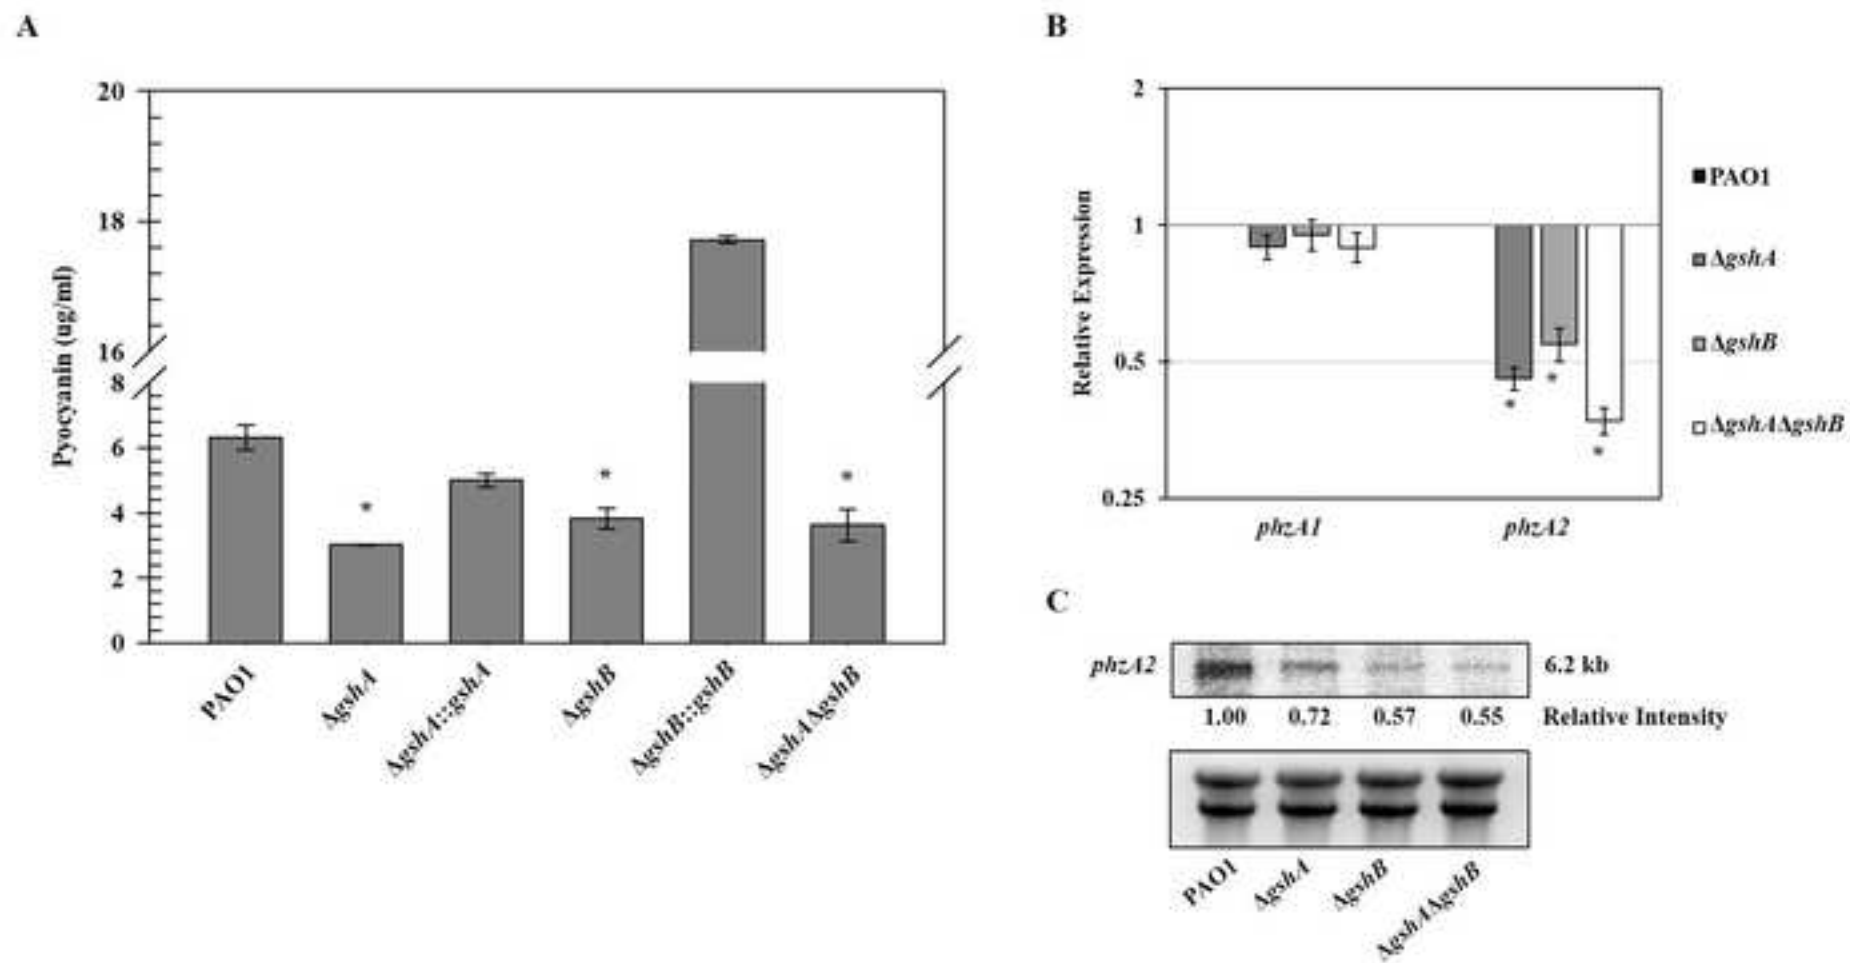 A
20
18
16
8
6
4
2
0
Pyocyanin (ug/ml)
*
*
*
PAO1
ΔgshA
ΔgshA::gshA
ΔgshB
ΔgshB::gshB
ΔgshAΔgshB
B
2
1
0.5
0.25
Relative Expression
*
*
*
phzA1
phzA2
PAO1
ΔgshA
ΔgshB
ΔgshAΔgshB
C
phzA2
6.2 kb
1.00 0.72 0.57 0.55 Relative Intensity
PAO1
ΔgshA
ΔgshB
ΔgshAΔgshB